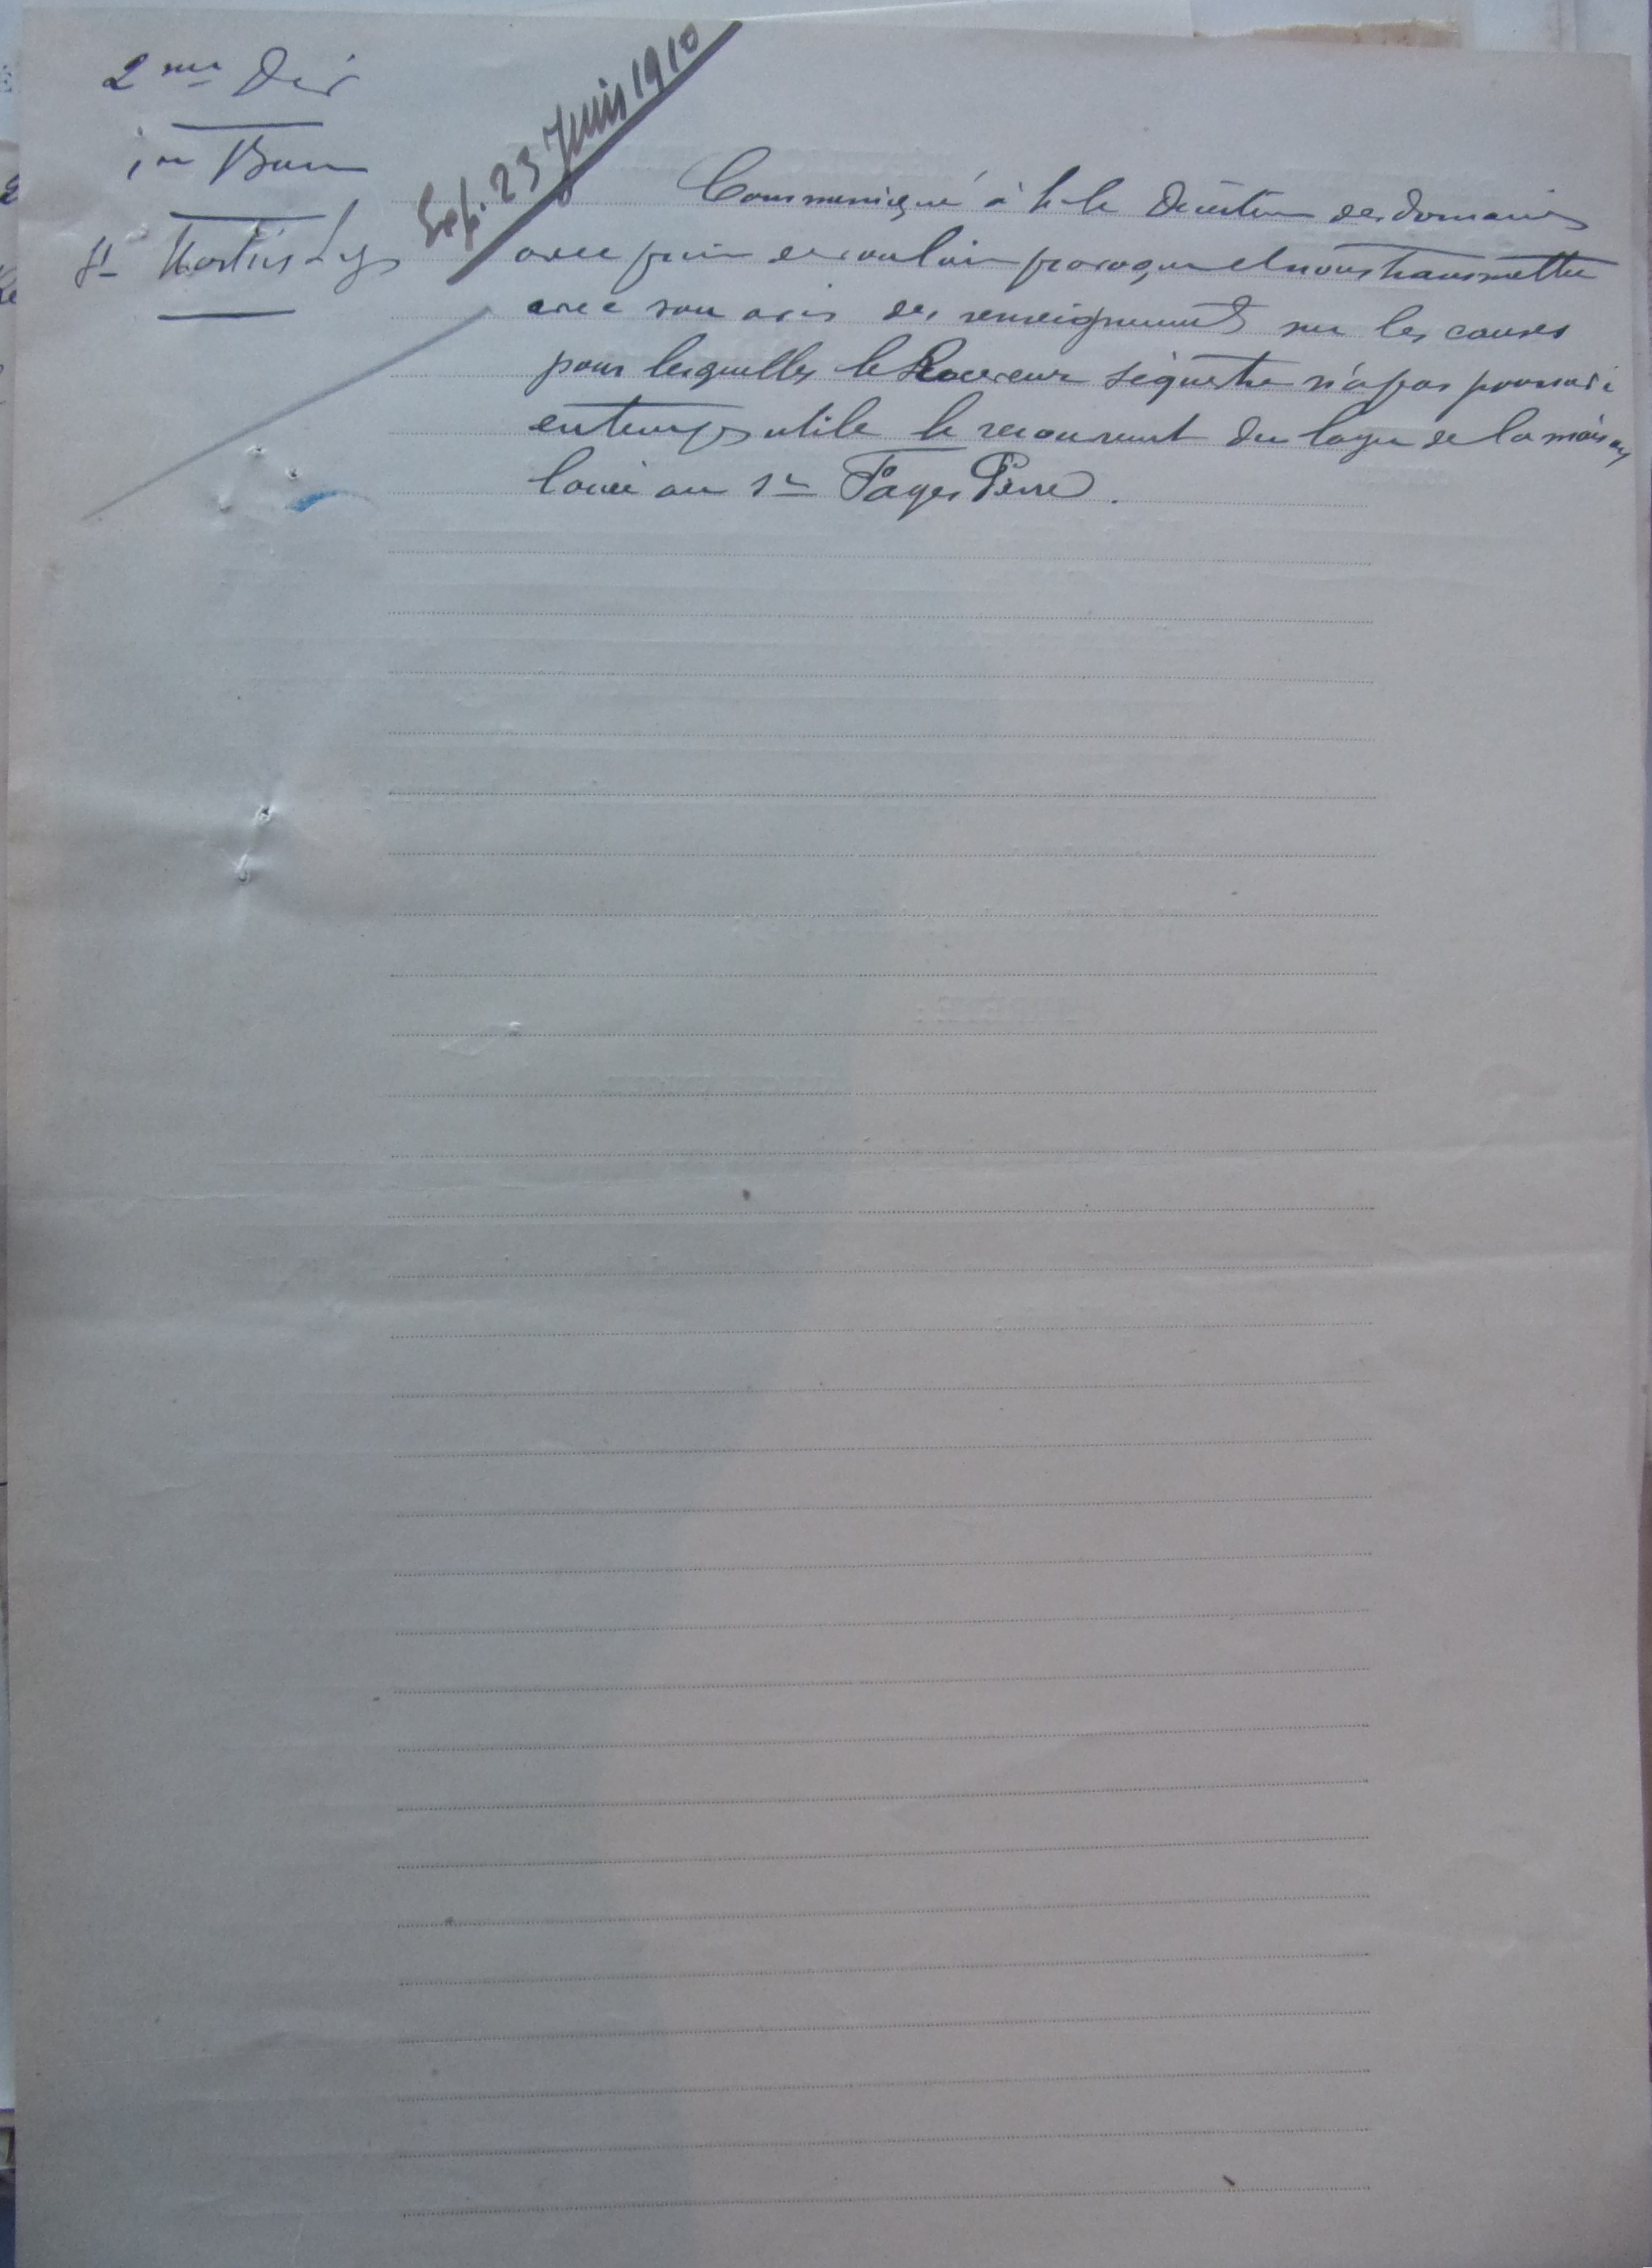 2me Div
1er Bur
St Martin Lys
Exp. 23 Juin 1910
Communiqué à M. le Directeur des domaines
avec prière de vouloir provoquer et nous transmettre
avec son avis des renseignements sur les causes
pour lesquelles le Receveur séquestre n'a pas poursuivi
en temps utile le recouvrement du loyer de la maison
louée au Sr Fages Pierre.